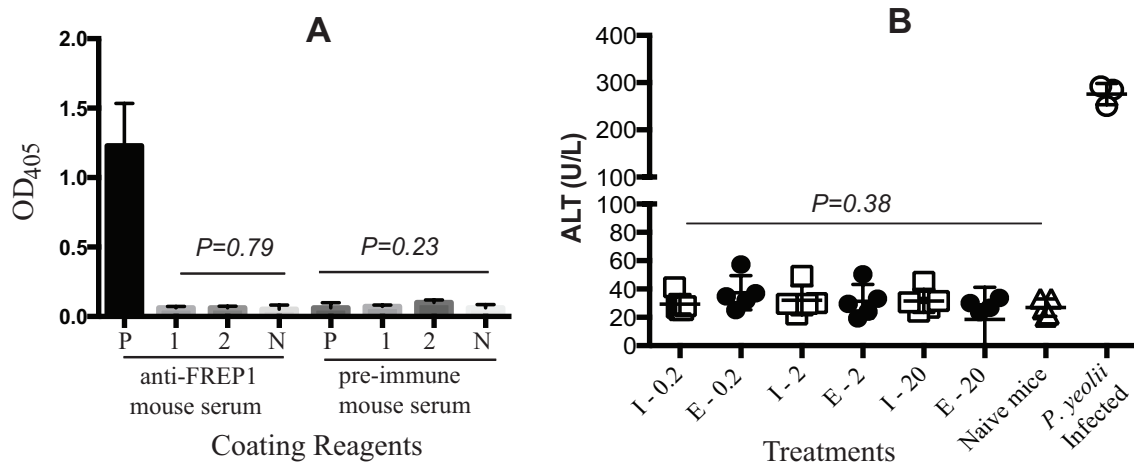 A
2.0
1.5
1.0
0.5
0.0
OD405
P=0.79
P=0.23
P 1 2 N P 1 2 N
anti-FREP1 pre-immune
mouse serum mouse serum
Coating Reagents
B
400
300
200
100
80
60
40
20
0
ALT (U/L)
P=0.38
I - 0.2
E - 0.2
I - 2
E - 2
I - 20
E - 20
Naive mice
P. yeolii
Infected
Treatments